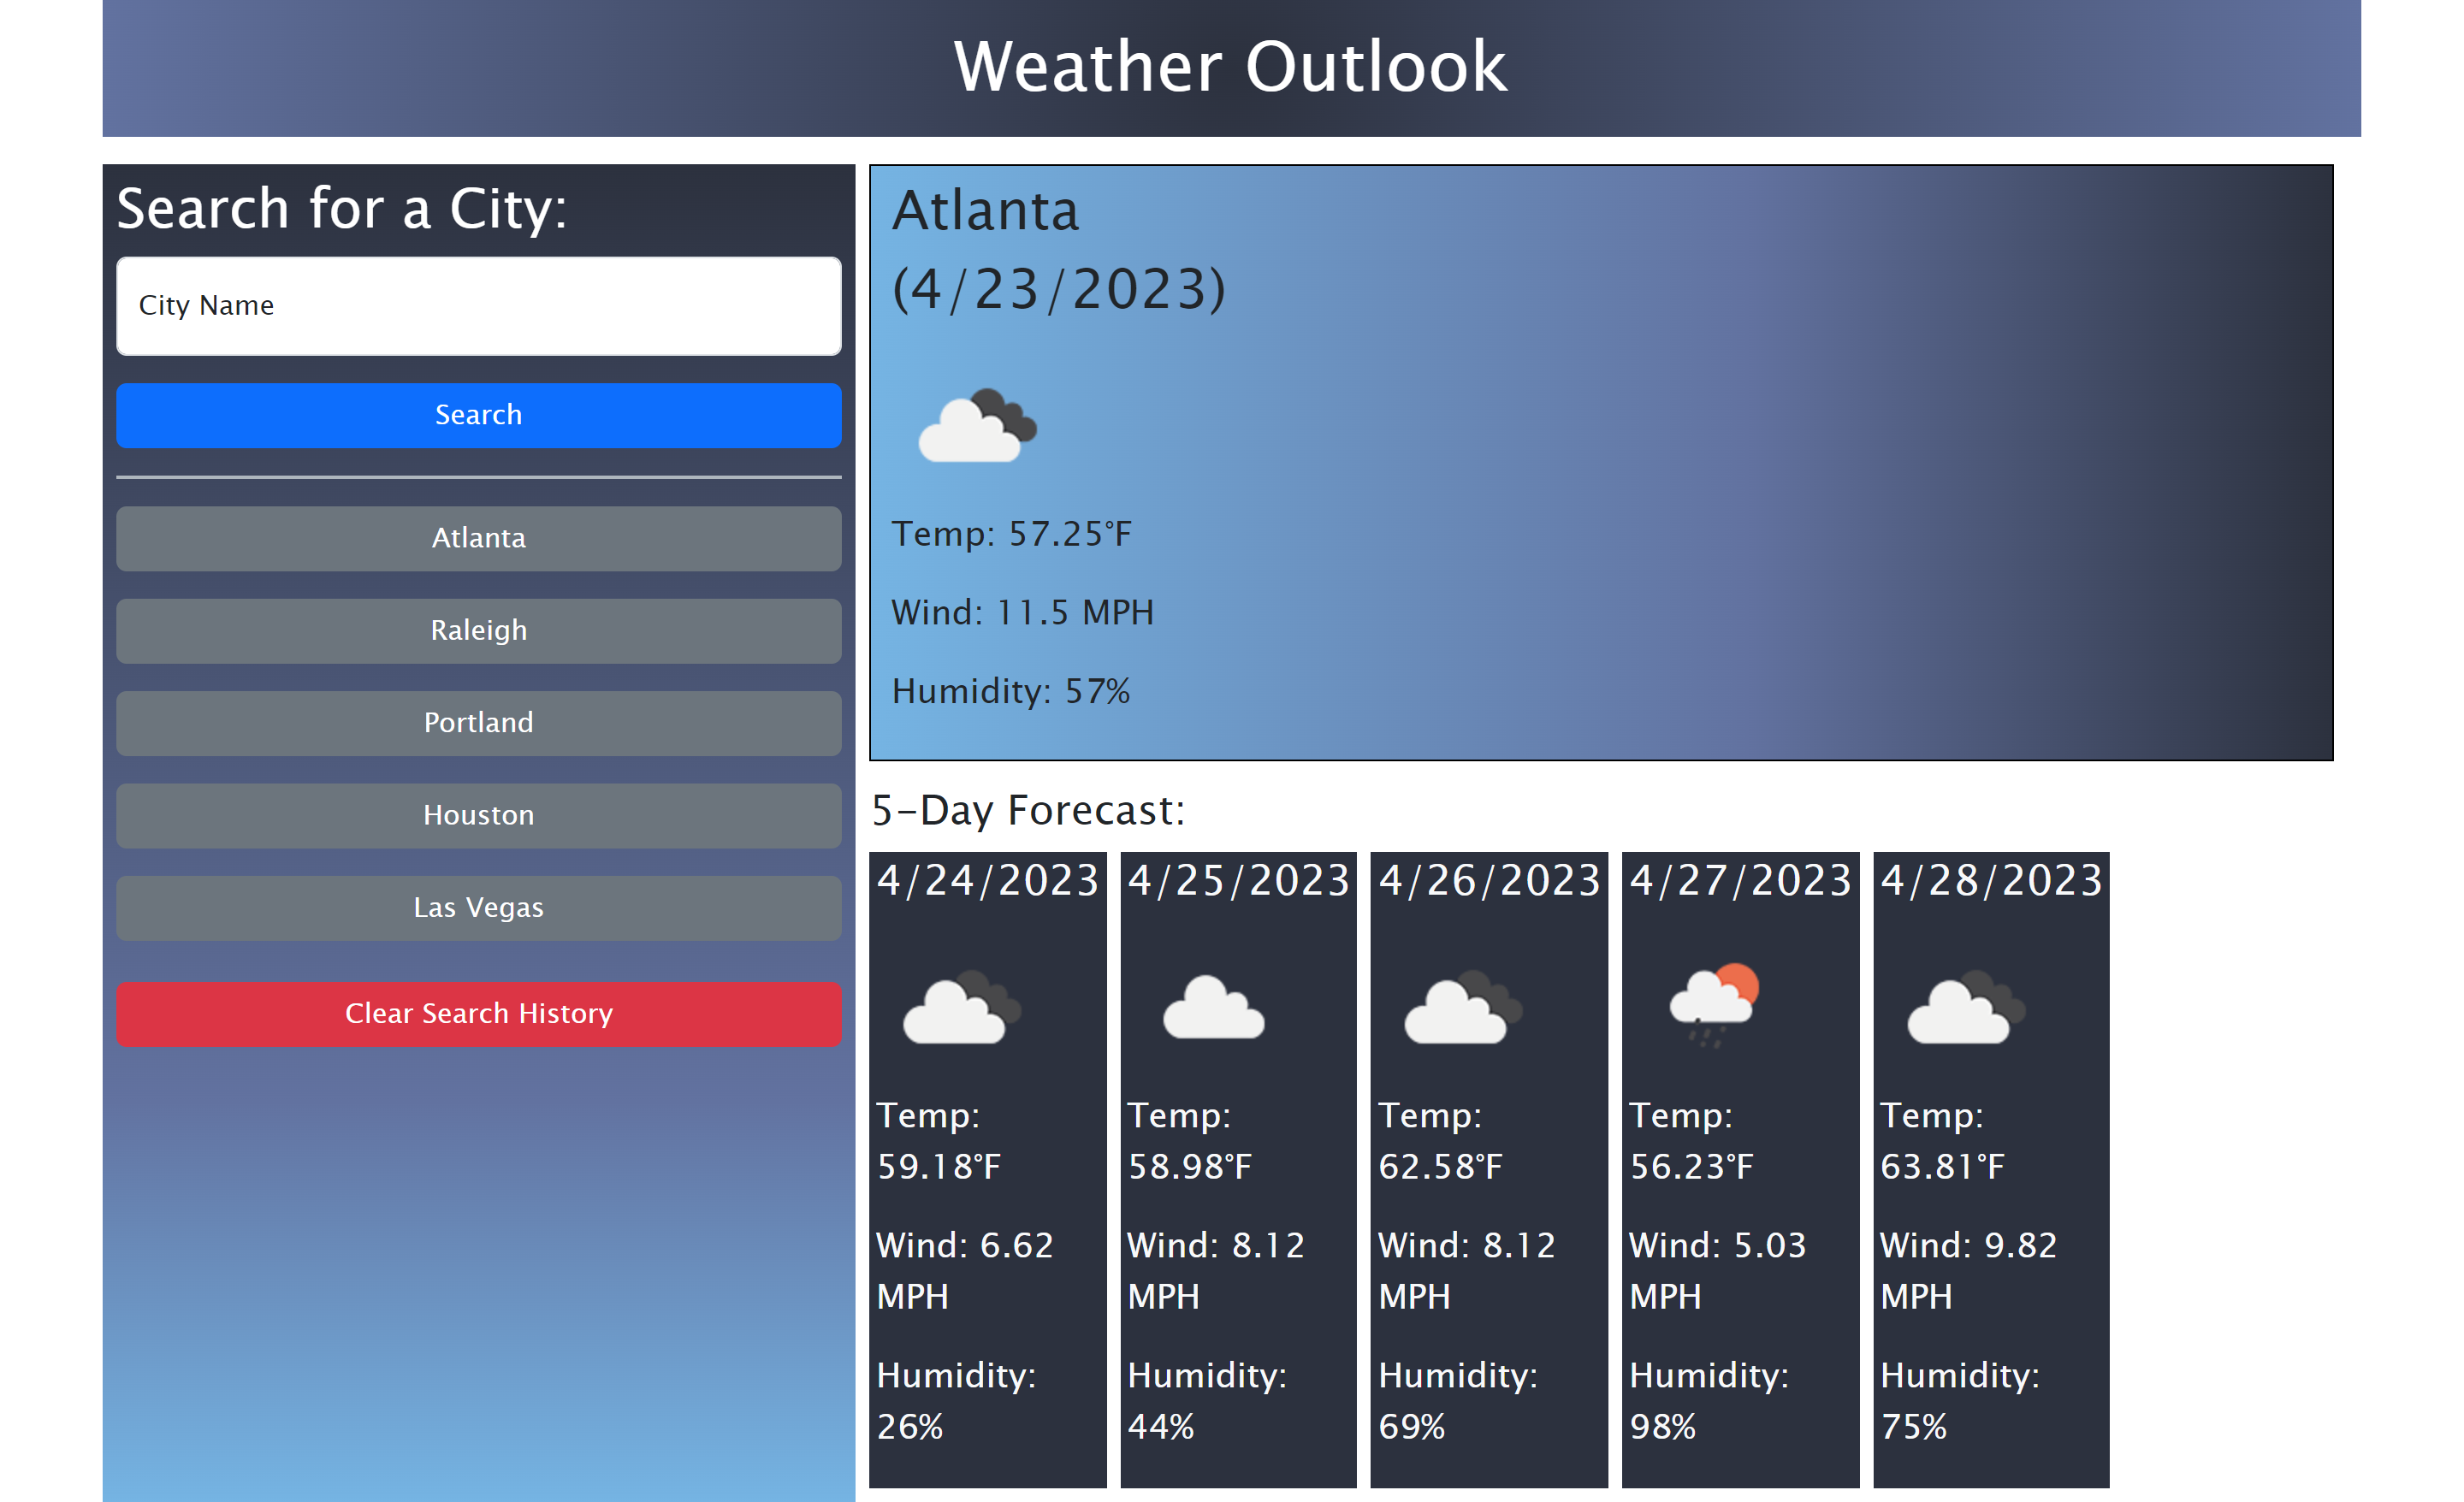 Weather Outlook
Search for a City:
City Name
Search
Atlanta
Raleigh
Portland
Houston
Las Vegas
Clear Search History
Atlanta
(4/23/2023)
Temp: 57.25°F
Wind: 11.5 MPH
Humidity: 57%
5-Day Forecast:
4/24/2023
Temp:
59.18°F
Wind: 6.62
MPH
Humidity:
26%
4/25/2023
Temp:
58.98°F
Wind: 8.12
MPH
Humidity:
44%
4/26/2023
Temp:
62.58°F
Wind: 8.12
MPH
Humidity:
69%
4/27/2023
Temp:
56.23°F
Wind: 5.03
MPH
Humidity:
98%
4/28/2023
Temp:
63.81°F
Wind: 9.82
MPH
Humidity:
75%